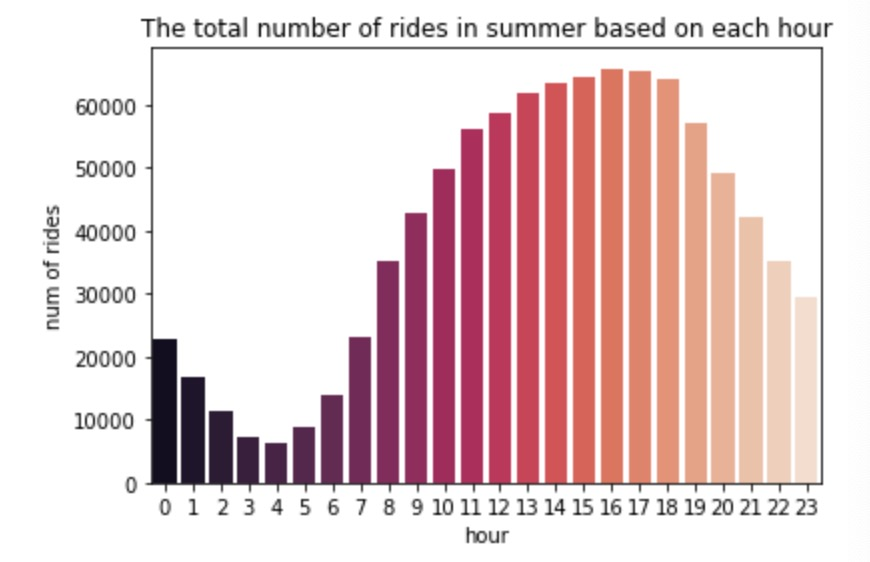 The total number of rides in summer based on each hour
60000
50000
40000
30000
20000
10000
0
num of rides
0 1 2 3 4 5 6 7 8 9 10 11 12 13 14 15 16 17 18 19 20 21 22 23
hour